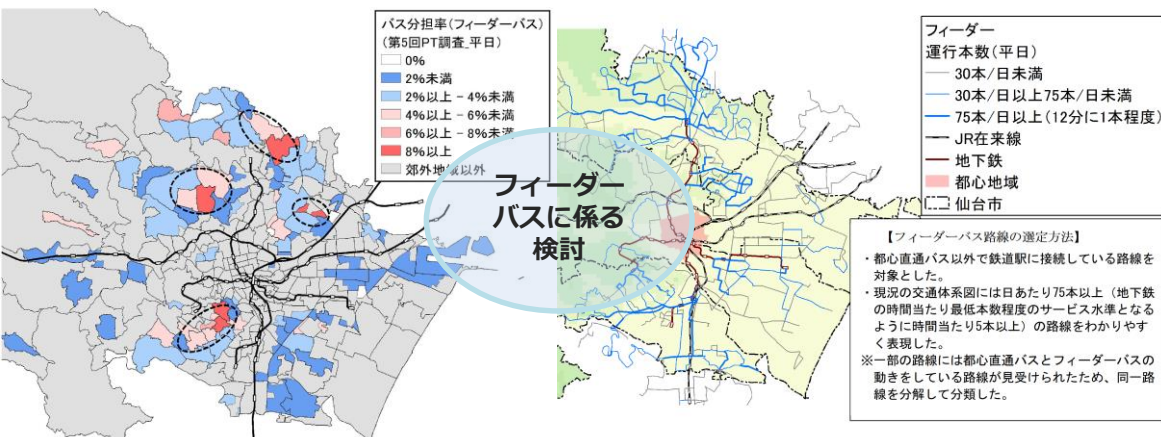 バス分担率(フィーダーバス)
(第5回PT調査_平日)
0%
2%未満
2%以上 − 4%未満
4%以上 − 6%未満
6%以上 − 8%未満
8%以上
郊外地域以外
フィーダー
バスに係る
検討
フィーダー
運行本数(平日)
30本/日未満
30本/日以上75本/日未満
75本/日以上(12分に1本程度)
JR在来線
地下鉄
都心地域
仙台市
【フィーダーバス路線の選定方法】
・都心直通バス以外で鉄道駅に接続している路線を
対象とした。
・現況の交通体系図には日あたり75本以上（地下鉄
の時間当たり最低本数程度のサービス水準となる
ように時間当たり5本以上）の路線をわかりやす
く表現した。
※一部の路線には都心直通バスとフィーダーバスの
動きをしている路線が見受けられたため、同一路
線を分解して分類した。